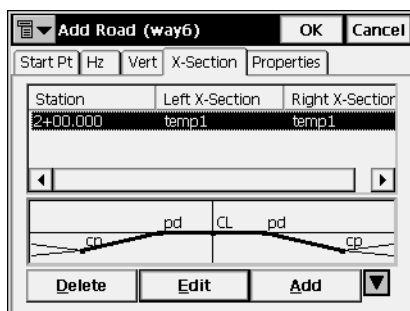 Add Road (way6) OK Cancel
Start Pt Hz Vert X-Section Properties
Station Left X-Section Right X-Section
2+00.000 temp1 temp1
pd CL pd
cp cp
Delete Edit Add